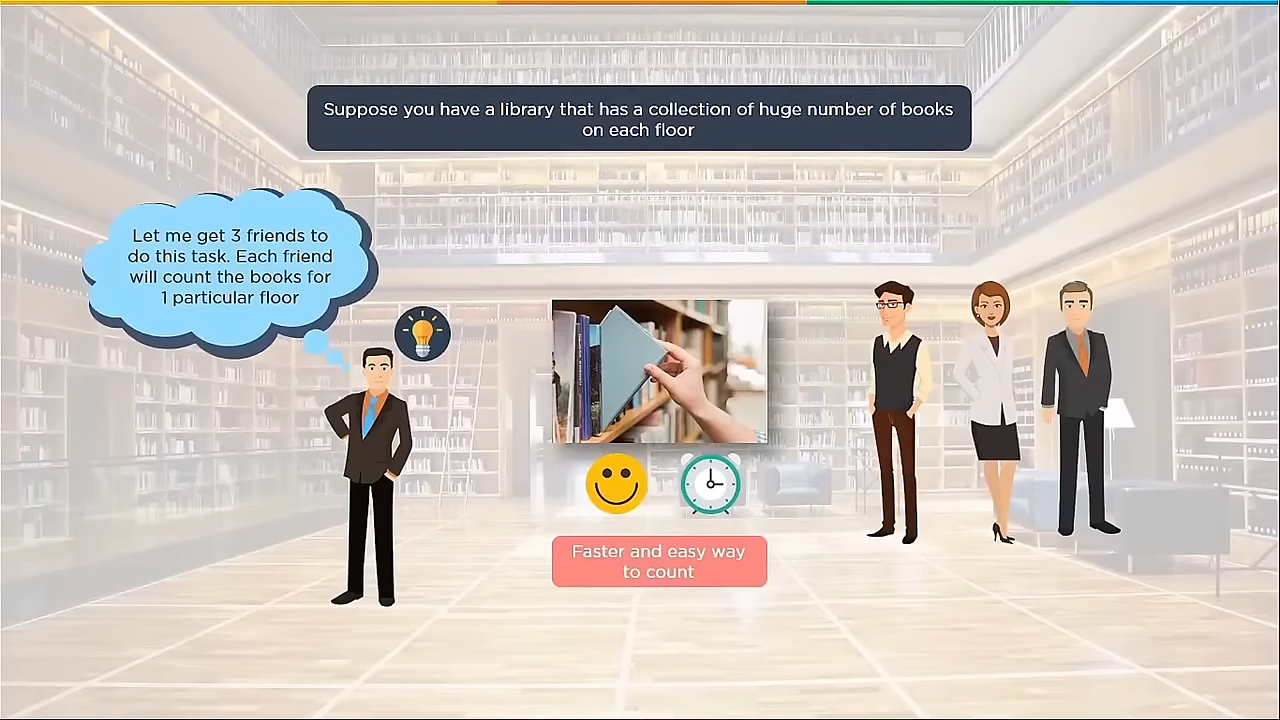 Suppose you have a library that has a collection of huge number of books
on each floor
Let me get 3 friends to
do this task. Each friend
will count the books for
1 particular floor
Faster and easy way
to count